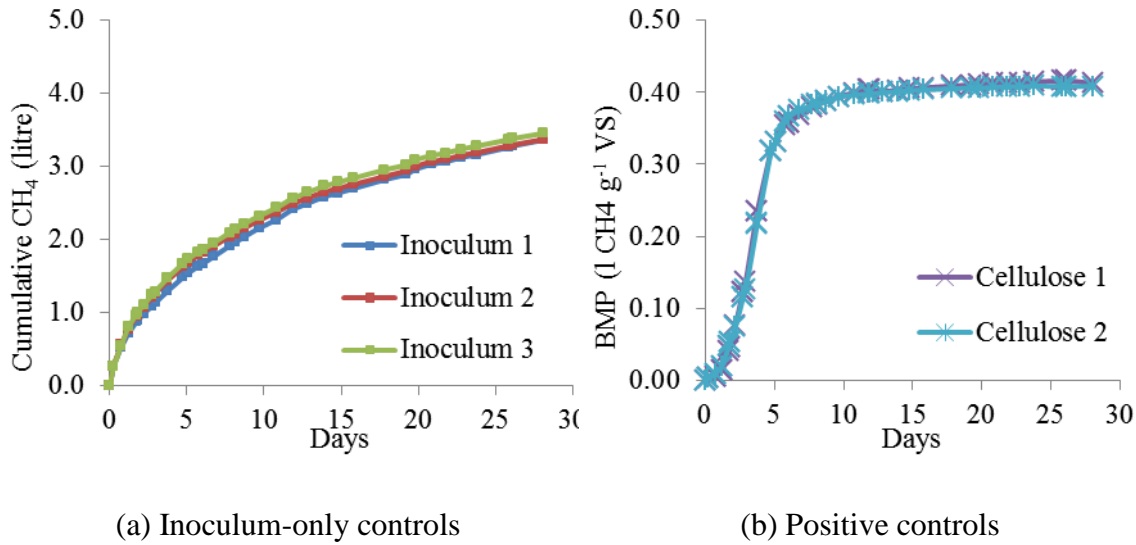 Cumulative CH4 (litre)
5.0
4.0
3.0
2.0
1.0
0.0
0 5 10 15 20 25 30
Days
Inoculum 1
Inoculum 2
Inoculum 3
(a) Inoculum-only controls
BMP (l CH4 g-1 VS)
0.50
0.40
0.30
0.20
0.10
0.00
0 5 10 15 20 25 30
Days
Cellulose 1
Cellulose 2
(b) Positive controls